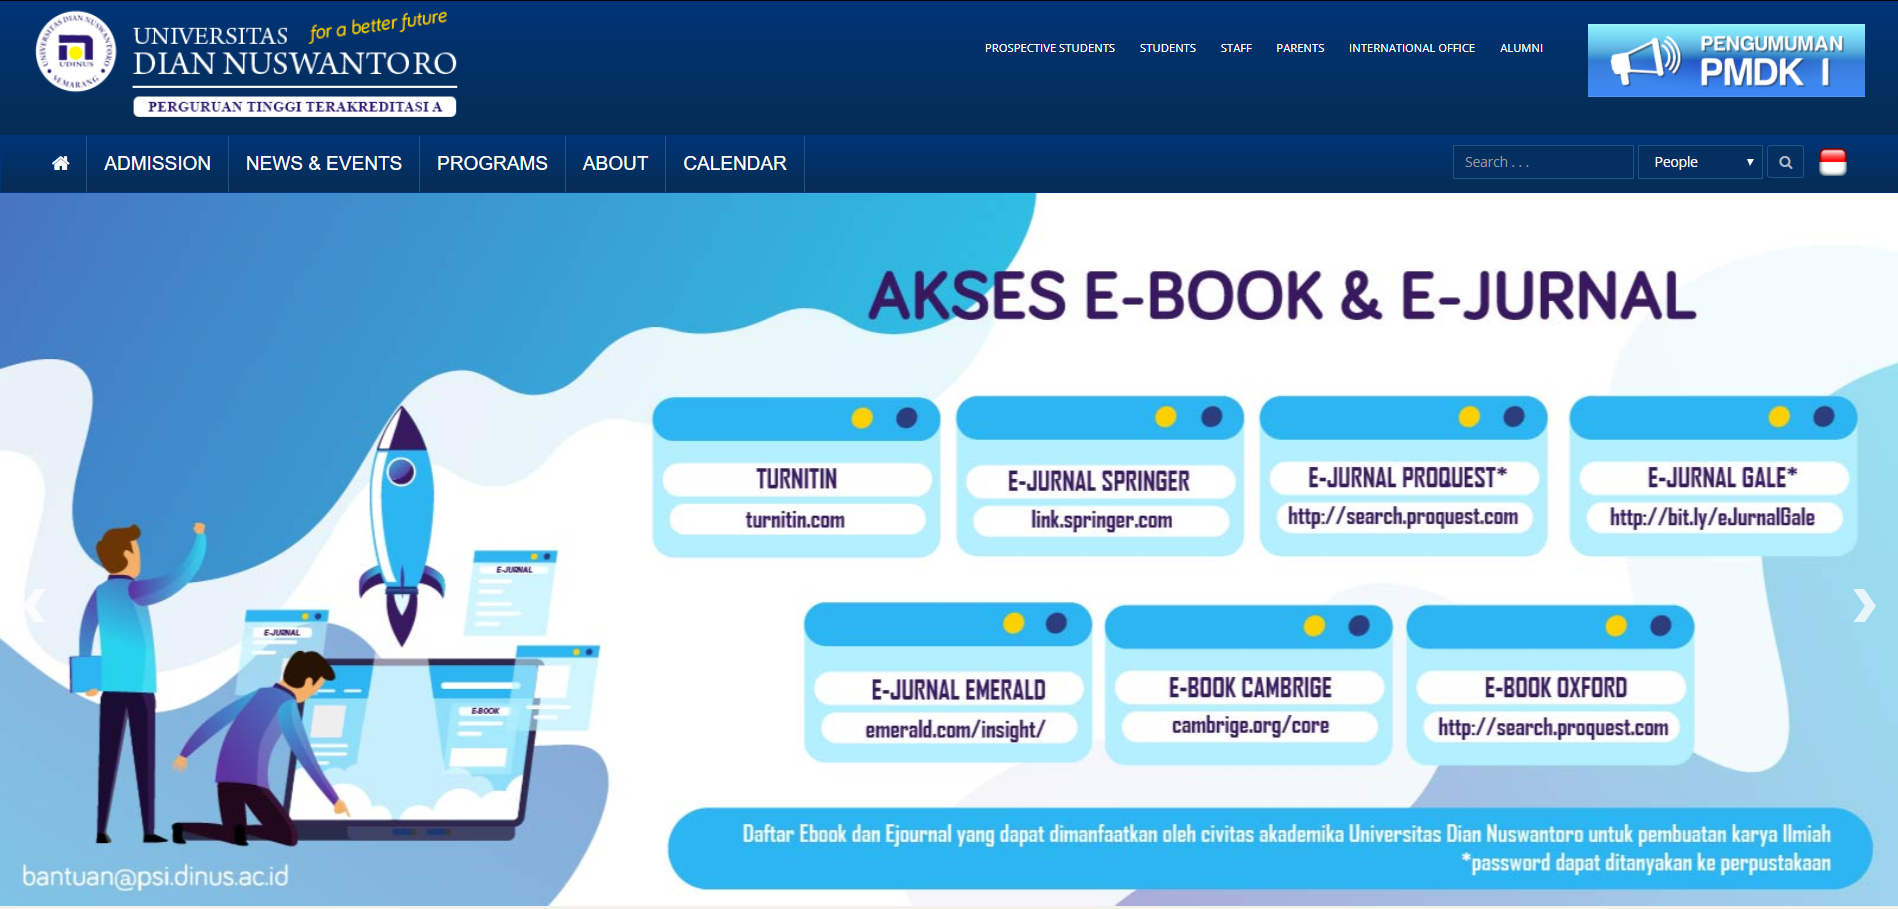 UNIVERSITAS DIAN NUSWANTORO SEMARANG
UDINUS
UNIVERSITAS for a better future
DIAN NUSWANTORO
PERGURUAN TINGGI TERAKREDITASI A
PROSPECTIVE STUDENTS STUDENTS STAFF PARENTS INTERNATIONAL OFFICE ALUMNI
PENGUMUMAN
PMDK I
ADMISSION NEWS & EVENTS PROGRAMS ABOUT CALENDAR
Search . . . People
AKSES E-BOOK & E-JURNAL
TURNITIN
turnitin.com
E-JURNAL SPRINGER
link.springer.com
E-JURNAL PROQUEST*
http://search.proquest.com
E-JURNAL GALE*
http://bit.ly/eJurnalGale
E-JURNAL EMERALD
emerald.com/insight/
E-BOOK CAMBRIGE
cambrige.org/core
E-BOOK OXFORD
http://search.proquest.com
E-JURNAL
E-JURNAL
E-BOOK
Daftar Ebook dan Ejournal yang dapat dimanfaatkan oleh civitas akademika Universitas Dian Nuswantoro untuk pembuatan karya Ilmiah
*password dapat ditanyakan ke perpustakaan
bantuan@psi.dinus.ac.id